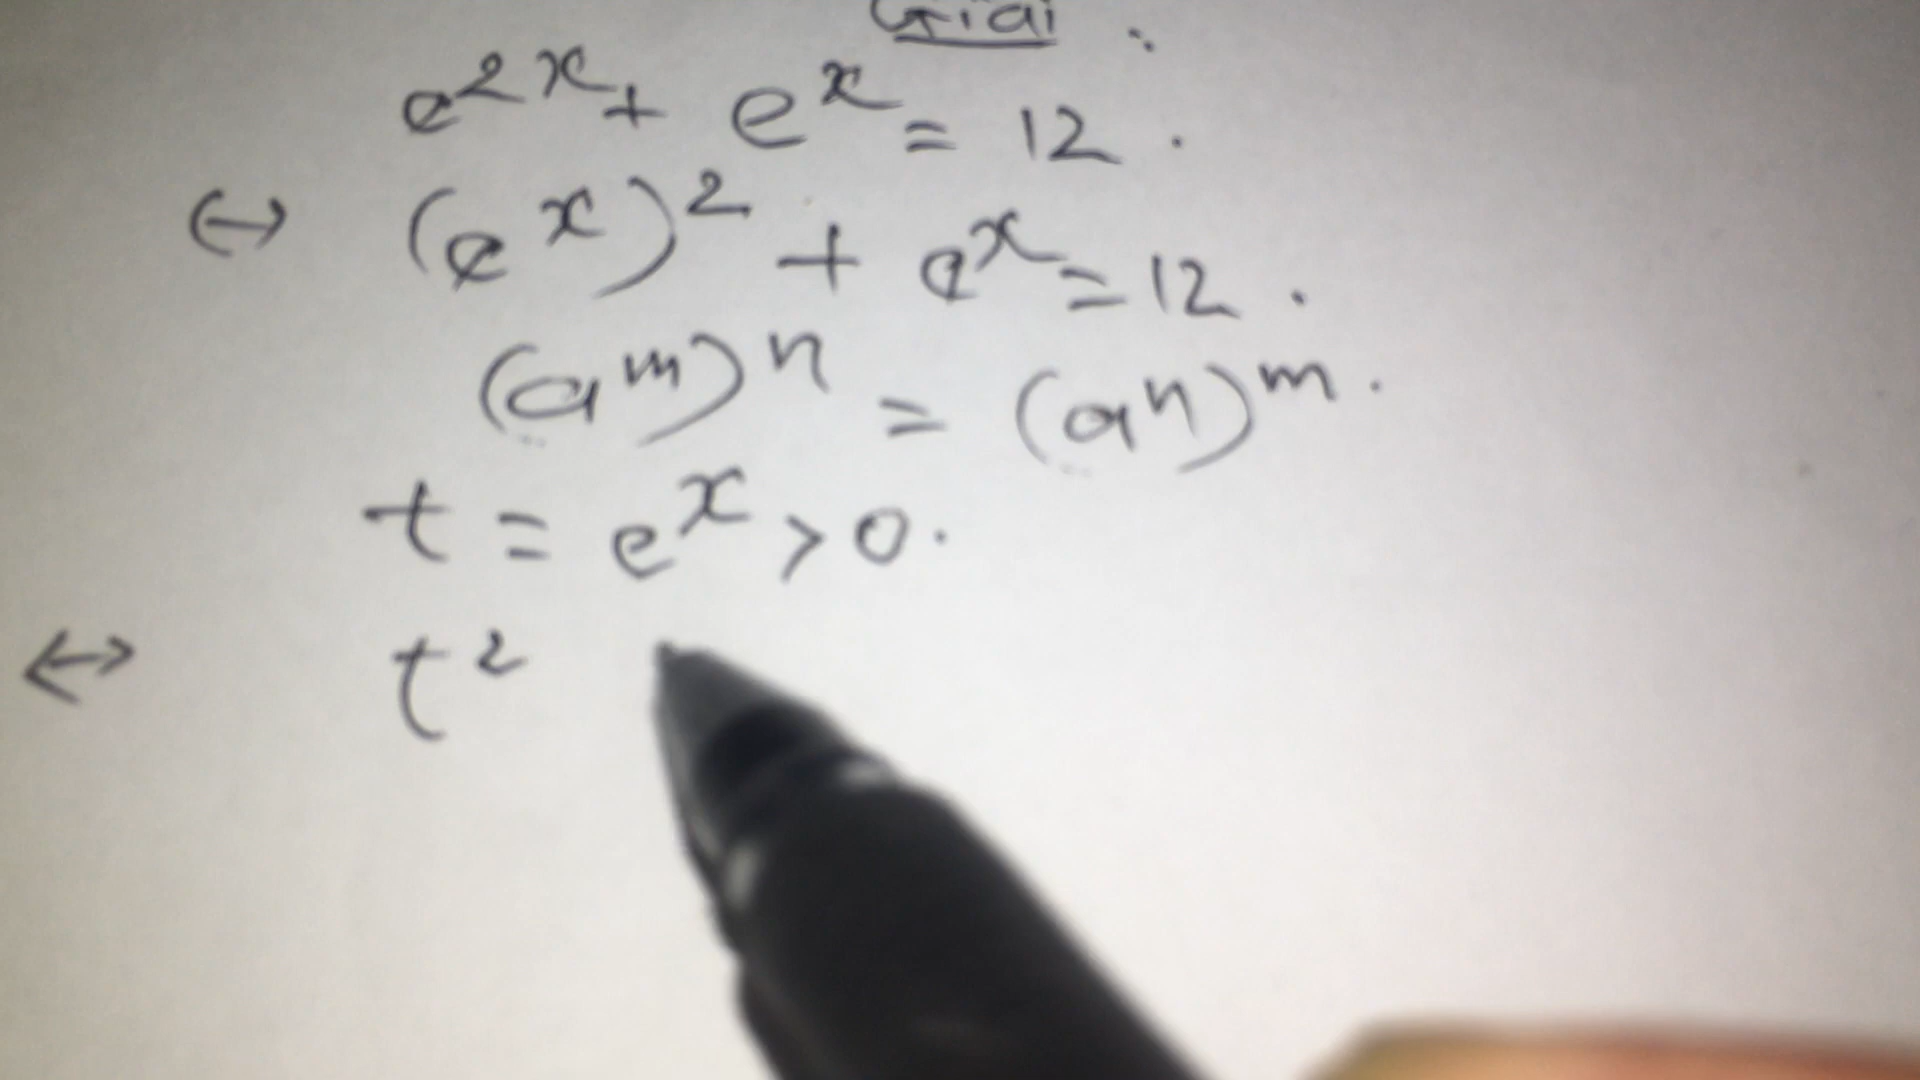 Giải :
e^{2x} + e^x = 12 .
↔ (e^x)^2 + e^x = 12 .
(a^m)^n = (a^n)^m .
t = e^x > 0 .
↔ t^2